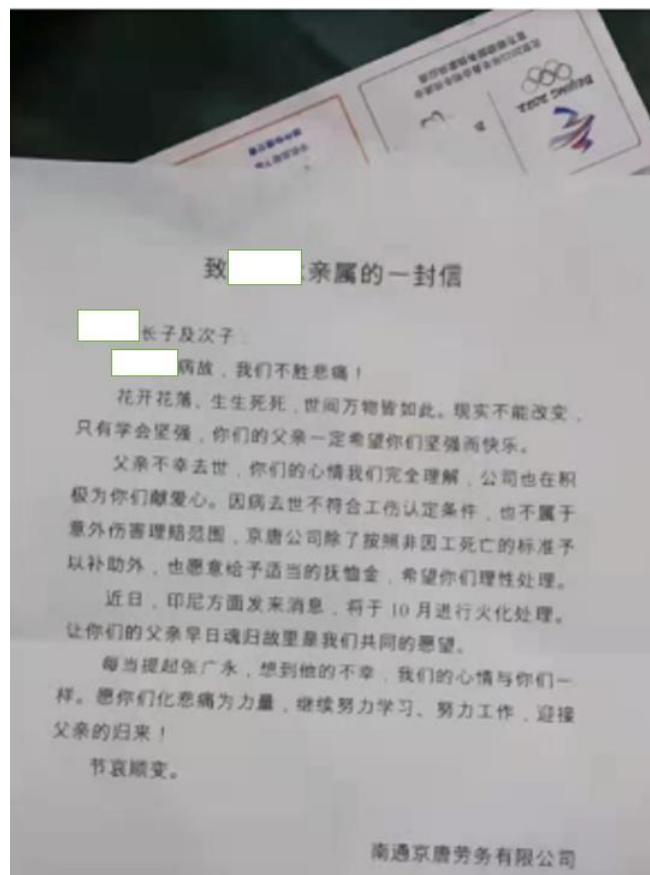 BEIJING 2022
致 亲属的一封信
长子及次子：
病故，我们不胜悲痛！
花开花落、生生死死，世间万物皆如此。现实不能改变，
只有学会坚强，你们的父亲一定希望你们坚强而快乐。
父亲不幸去世，你们的心情我们完全理解，公司也在积
极为你们献爱心。因病去世不符合工伤认定条件，也不属于
意外伤害理赔范围，京唐公司除了按照非因工死亡的标准予
以补助外，也愿意给予适当的抚恤金，希望你们理性处理。
近日，印尼方面发来消息，将于 10 月进行火化处理。
让你们的父亲早日魂归故里是我们共同的愿望。
每当提起张广永，想到他的不幸，我们的心情与你们一
样。愿你们化悲痛为力量，继续努力学习、努力工作，迎接
父亲的归来！
节哀顺变。
南通京唐劳务有限公司